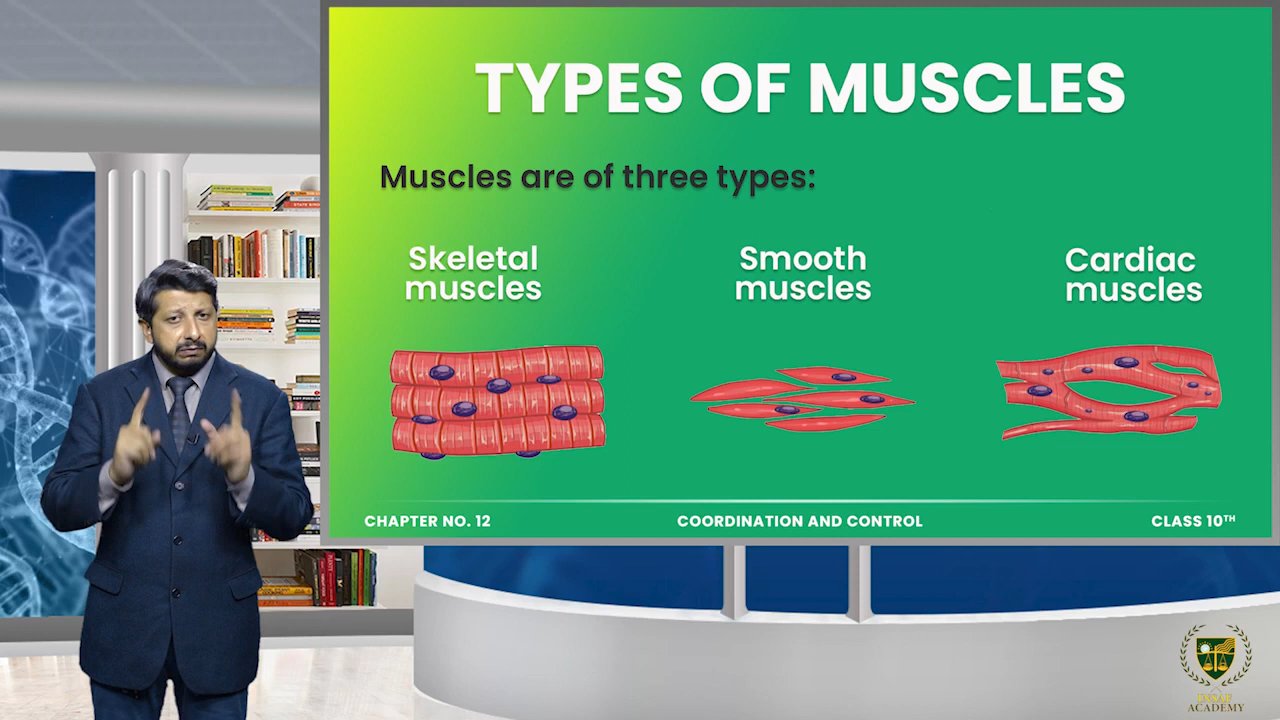 TYPES OF MUSCLES
Muscles are of three types:
Skeletal
muscles
Smooth
muscles
Cardiac
muscles
CHAPTER NO. 12
COORDINATION AND CONTROL
CLASS 10TH
ACADEMY